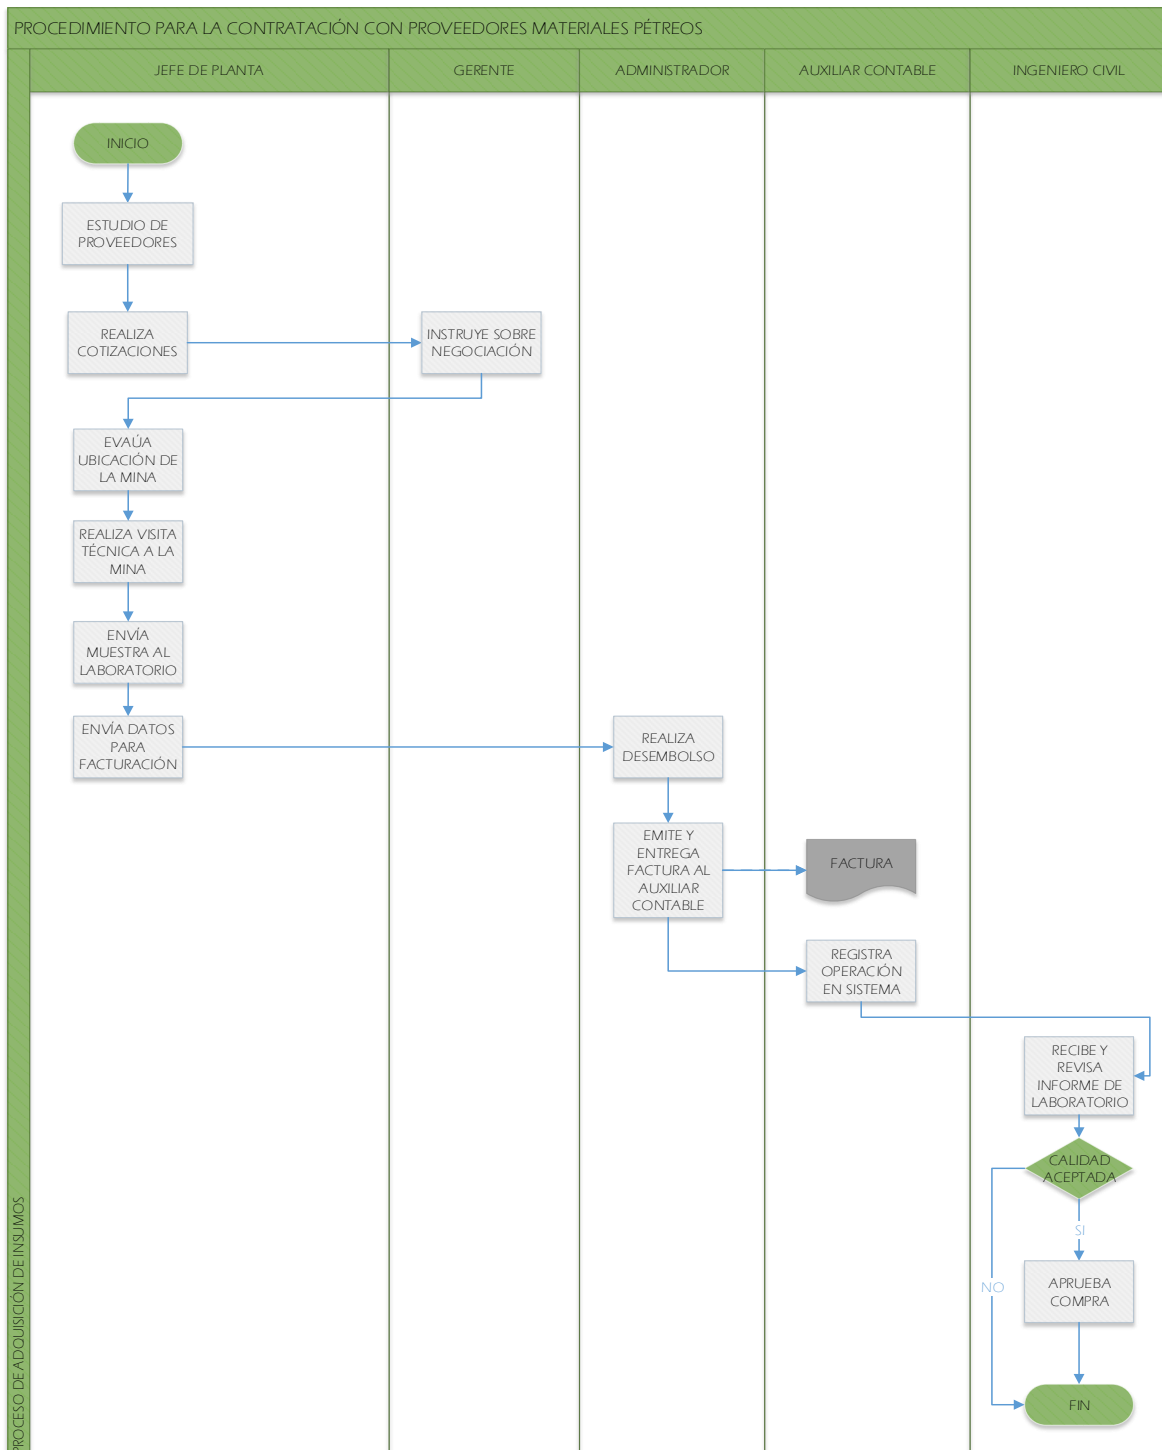 PROCEDIMIENTO PARA LA CONTRATACIÓN CON PROVEEDORES MATERIALES PÉTREOS
JEFE DE PLANTA
GERENTE
ADMINISTRADOR
AUXILIAR CONTABLE
INGENIERO CIVIL
INICIO
ESTUDIO DE
PROVEEDORES
REALIZA
COTIZACIONES
INSTRUYE SOBRE
NEGOCIACIÓN
EVAÚA
UBICACIÓN DE
LA MINA
REALIZA VISITA
TÉCNICA A LA
MINA
ENVÍA
MUESTRA AL
LABORATORIO
ENVÍA DATOS
PARA
FACTURACIÓN
REALIZA
DESEMBOLSO
EMITE Y
ENTREGA
FACTURA AL
AUXILIAR
CONTABLE
FACTURA
REGISTRA
OPERACIÓN
EN SISTEMA
RECIBE Y
REVISA
INFORME DE
LABORATORIO
CALIDAD
ACEPTADA
SI
NO
APRUEBA
COMPRA
FIN
PROCESO DE ADQUISICIÓN DE INSUMOS